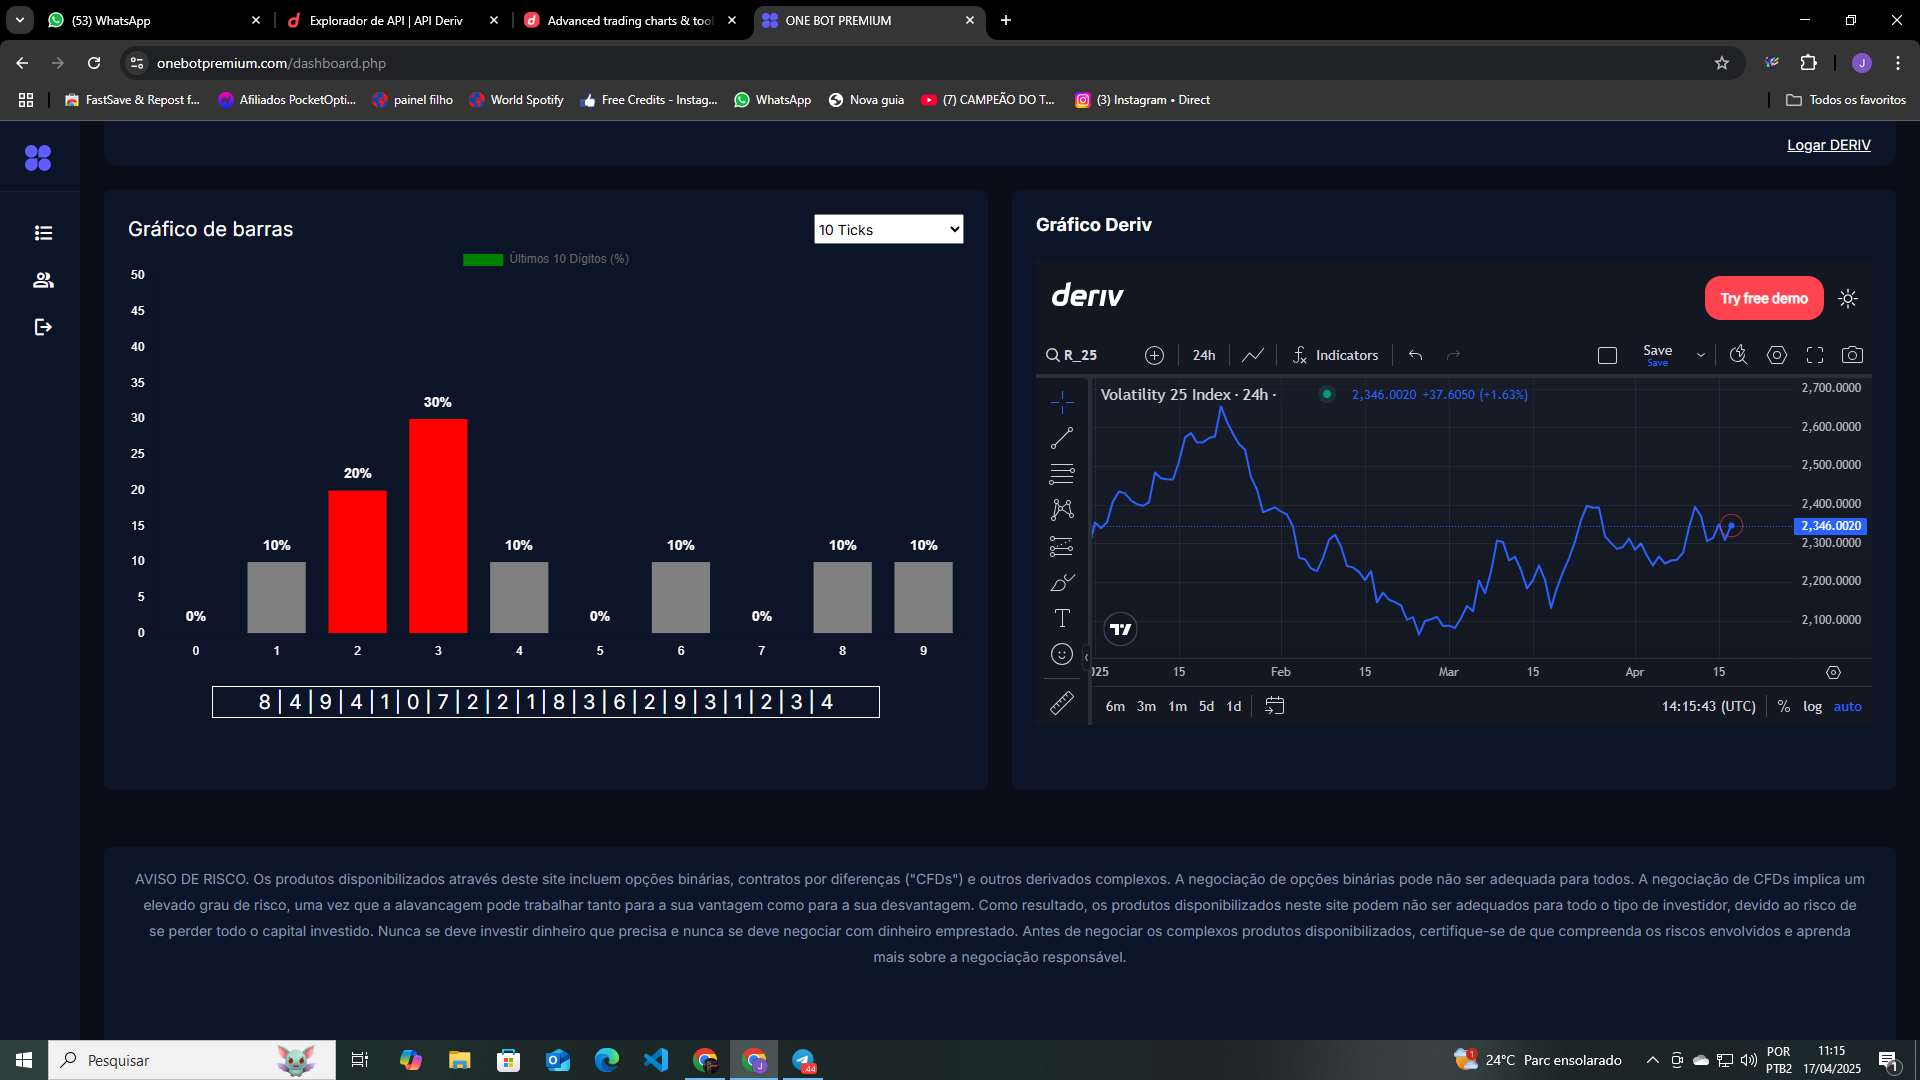 (53) WhatsApp
Explorador de API | API Deriv
Advanced trading charts & tool
ONE BOT PREMIUM
onebotpremium.com/dashboard.php
J
FastSave & Repost f...
Afiliados PocketOpti...
painel filho
World Spotify
Free Credits - Instag...
WhatsApp
Nova guia
(7) CAMPEÃO DO T...
(3) Instagram • Direct
Todos os favoritos
Logar DERIV
Gráfico de barras
10 Ticks
Últimos 10 Dígitos (%)
50
45
40
35
30
25
20
15
10
5
0
0%
10%
20%
30%
10%
0%
10%
0%
10%
10%
0 1 2 3 4 5 6 7 8 9
8 | 4 | 9 | 4 | 1 | 0 | 7 | 2 | 2 | 1 | 8 | 3 | 6 | 2 | 9 | 3 | 1 | 2 | 3 | 4
Gráfico Deriv
deriv
Try free demo
R_25
24h
Indicators
Save
Save
Volatility 25 Index · 24h ·
2,346.0020 +37.6050 (+1.63%)
2,700.0000
2,600.0000
2,500.0000
2,400.0000
2,346.0020
2,300.0000
2,200.0000
2,100.0000
2025 15 Feb 15 Mar 15 Apr 15
6m 3m 1m 5d 1d
14:15:43 (UTC)
% log auto
AVISO DE RISCO. Os produtos disponibilizados através deste site incluem opções binárias, contratos por diferenças ("CFDs") e outros derivados complexos. A negociação de opções binárias pode não ser adequada para todos. A negociação de CFDs implica um
elevado grau de risco, uma vez que a alavancagem pode trabalhar tanto para a sua vantagem como para a sua desvantagem. Como resultado, os produtos disponibilizados neste site podem não ser adequados para todo o tipo de investidor, devido ao risco de
se perder todo o capital investido. Nunca se deve investir dinheiro que precisa e nunca se deve negociar com dinheiro emprestado. Antes de negociar os complexos produtos disponibilizados, certifique-se de que compreenda os riscos envolvidos e aprenda
mais sobre a negociação responsável.
Pesquisar
24°C Parc ensolarado
POR
PTB2
11:15
17/04/2025